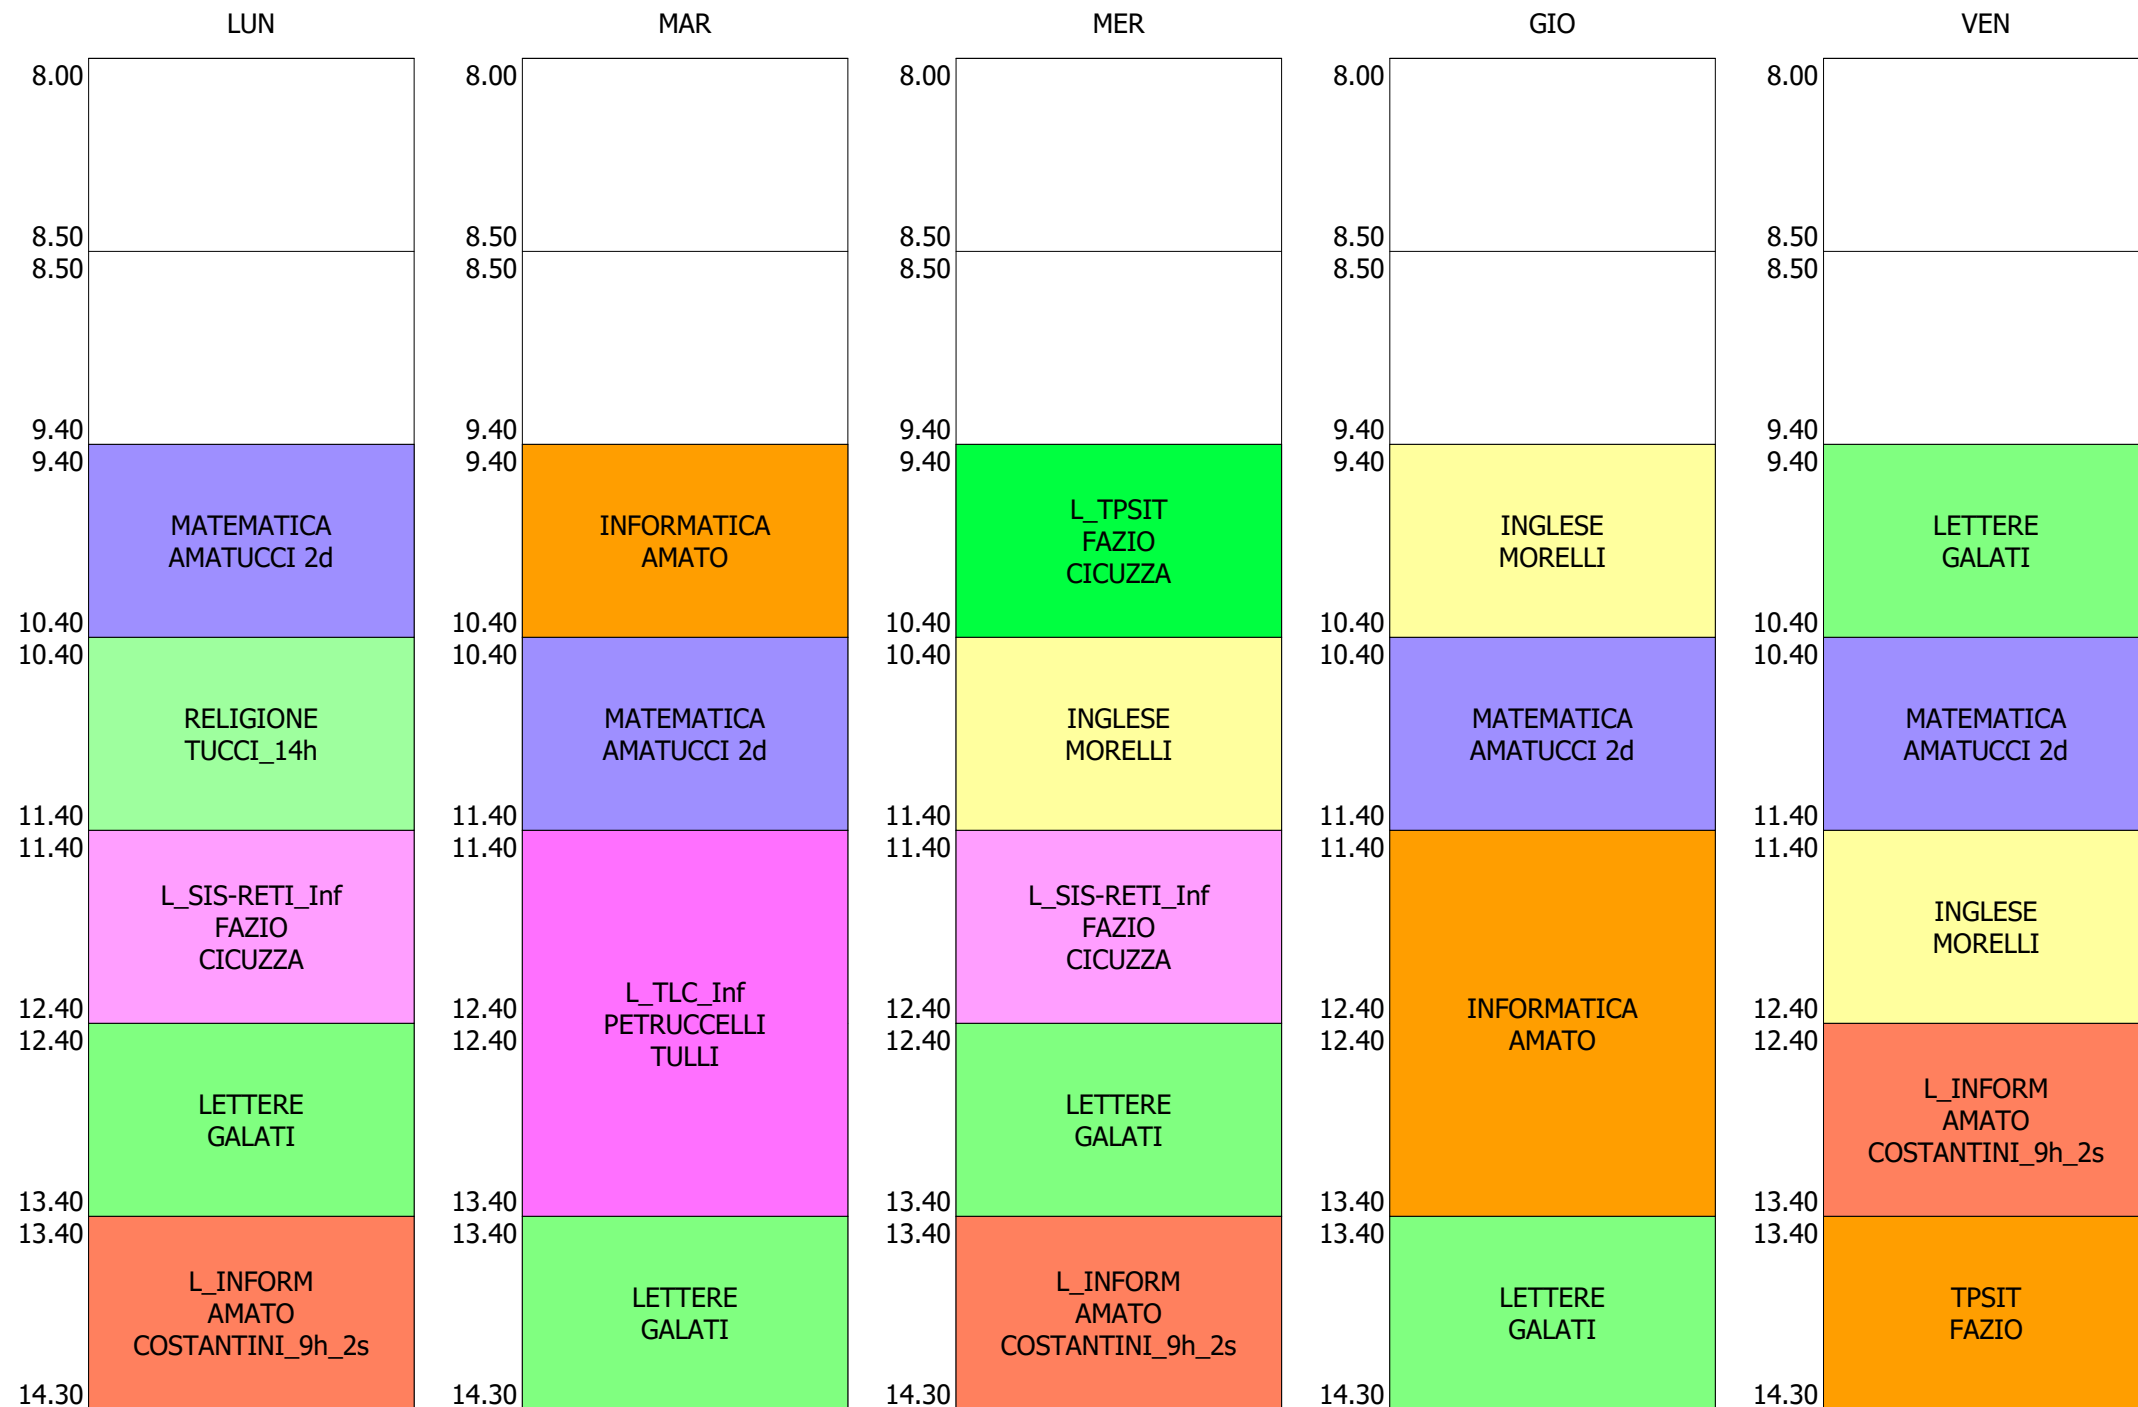 LUN
MAR
MER
GIO
VEN
8.00
8.50
8.50
9.40
9.40
MATEMATICA
AMATUCCI 2d
10.40
10.40
RELIGIONE
TUCCI_14h
11.40
11.40
L_SIS-RETI_Inf
FAZIO
CICUZZA
12.40
12.40
LETTERE
GALATI
13.40
13.40
L_INFORM
AMATO
COSTANTINI_9h_2s
14.30
8.00
8.50
8.50
9.40
9.40
INFORMATICA
AMATO
10.40
10.40
MATEMATICA
AMATUCCI 2d
11.40
11.40
L_TLC_Inf
PETRUCCELLI
TULLI
12.40
12.40
13.40
13.40
LETTERE
GALATI
14.30
8.00
8.50
8.50
9.40
9.40
L_TPSIT
FAZIO
CICUZZA
10.40
10.40
INGLESE
MORELLI
11.40
11.40
L_SIS-RETI_Inf
FAZIO
CICUZZA
12.40
12.40
LETTERE
GALATI
13.40
13.40
L_INFORM
AMATO
COSTANTINI_9h_2s
14.30
8.00
8.50
8.50
9.40
9.40
INGLESE
MORELLI
10.40
10.40
MATEMATICA
AMATUCCI 2d
11.40
11.40
INFORMATICA
AMATO
12.40
12.40
13.40
13.40
LETTERE
GALATI
14.30
8.00
8.50
8.50
9.40
9.40
LETTERE
GALATI
10.40
10.40
MATEMATICA
AMATUCCI 2d
11.40
11.40
INGLESE
MORELLI
12.40
12.40
L_INFORM
AMATO
COSTANTINI_9h_2s
13.40
13.40
TPSIT
FAZIO
14.30